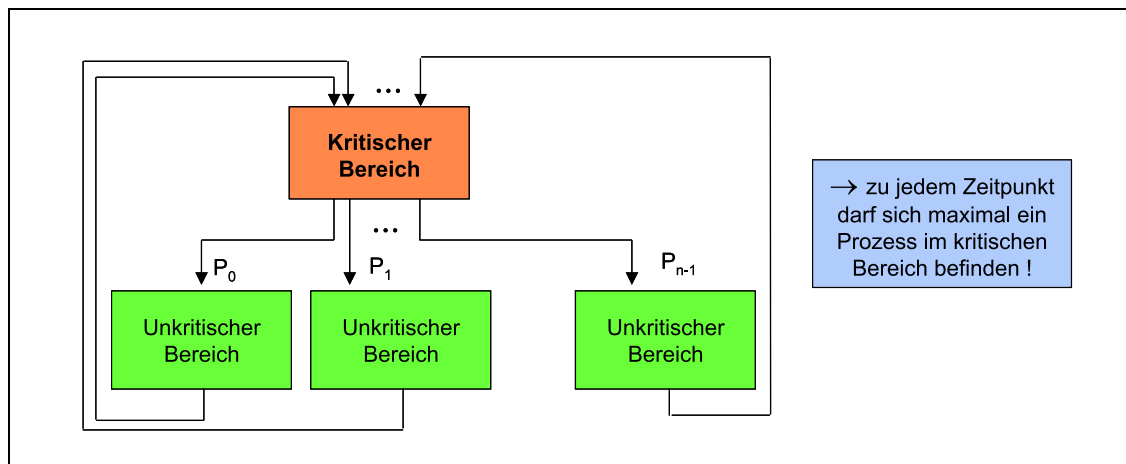 ...
Kritischer
Bereich
→ zu jedem Zeitpunkt
darf sich maximal ein
Prozess im kritischen
Bereich befinden !
...
P0
P1
Pn-1
Unkritischer
Bereich
Unkritischer
Bereich
Unkritischer
Bereich